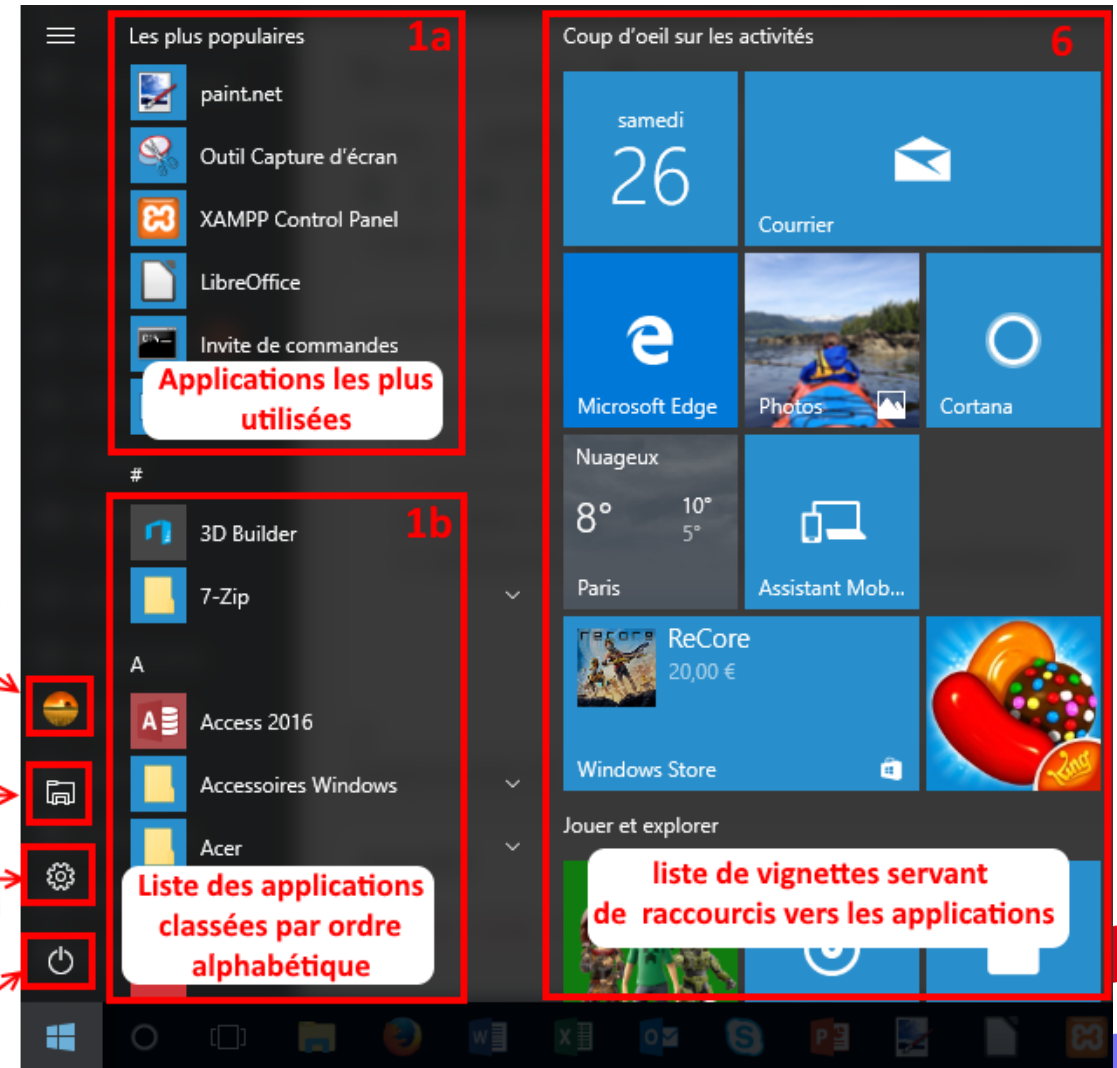 Les plus populaires
1a
paint.net
Outil Capture d'écran
XAMPP Control Panel
LibreOffice
Invite de commandes
Applications les plus
utilisées
#
1b
3D Builder
7-Zip
A
Access 2016
Accessoires Windows
Acer
Liste des applications
classées par ordre
alphabétique
Coup d'oeil sur les activités
6
samedi
26
Courrier
Microsoft Edge
Photos
Cortana
Nuageux
8°
10°
5°
Paris
Assistant Mob...
recore
ReCore
20,00 €
Windows Store
King
Jouer et explorer
liste de vignettes servant
de raccourcis vers les applications